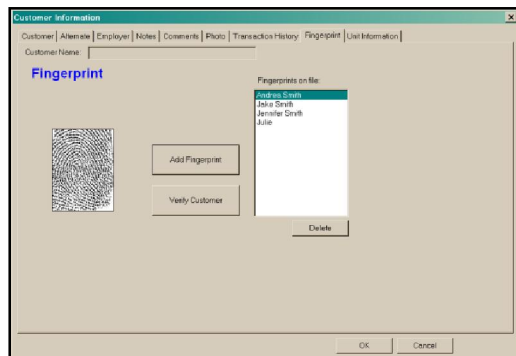 Customer Information
Customer Alternate Employer Notes Comments Photo Transaction History Fingerprint Unit Information
Customer Name:
Fingerprint
Fingerprints on file:
Andrea Smith
Jake Smith
Jennifer Smith
Julie
Add Fingerprint
Verify Customer
Delete
OK Cancel